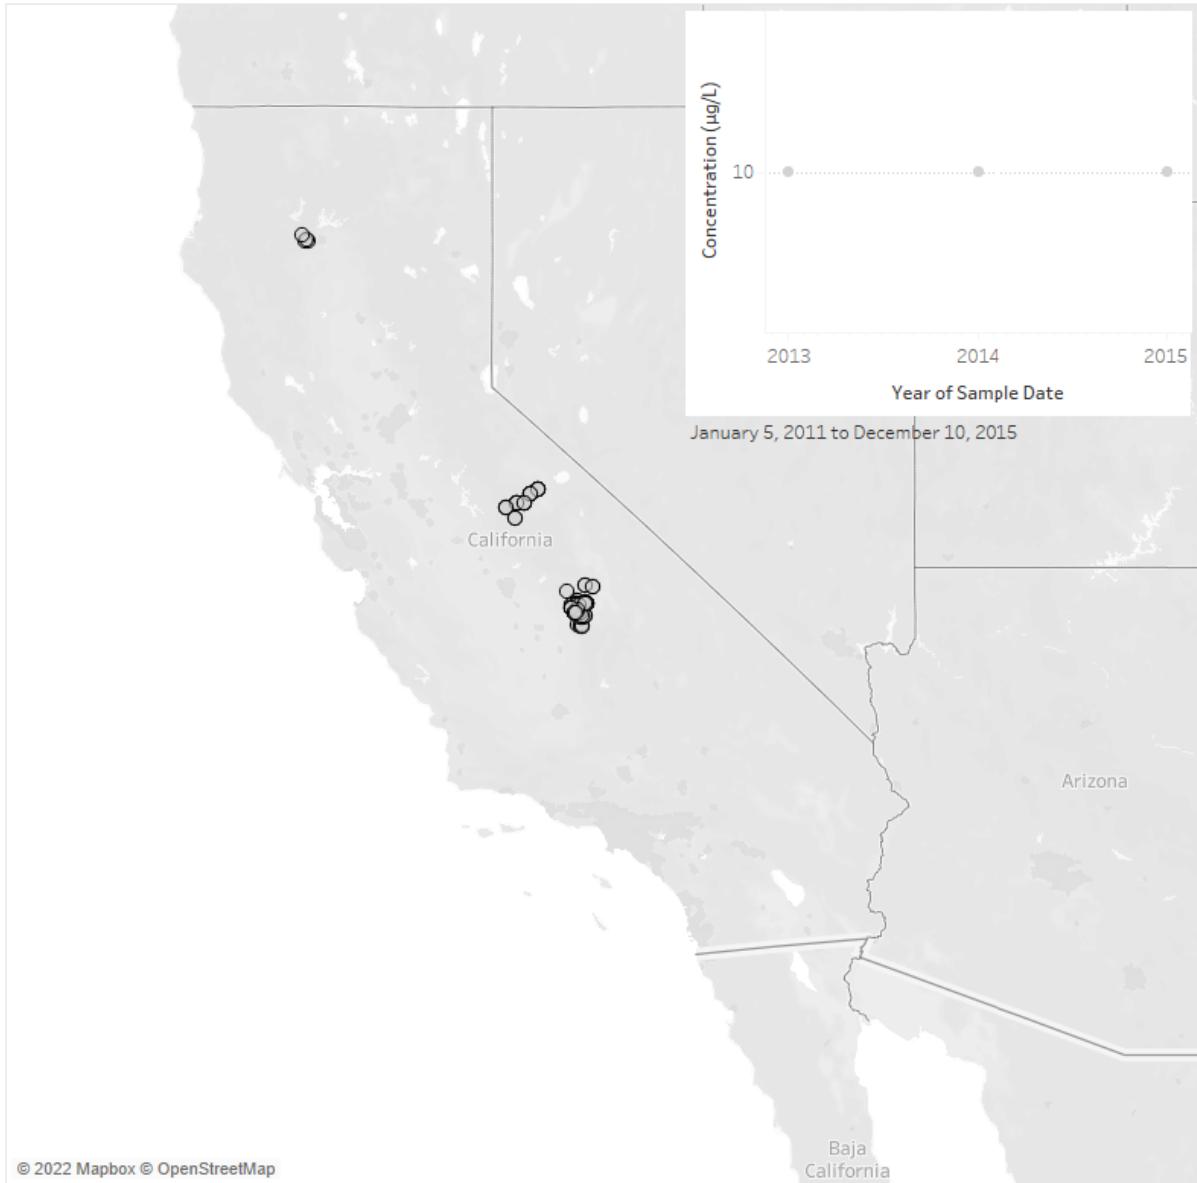 Concentration (µg/L)
10
2013 2014 2015
Year of Sample Date
January 5, 2011 to December 10, 2015
California
Arizona
Baja
California
© 2022 Mapbox © OpenStreetMap